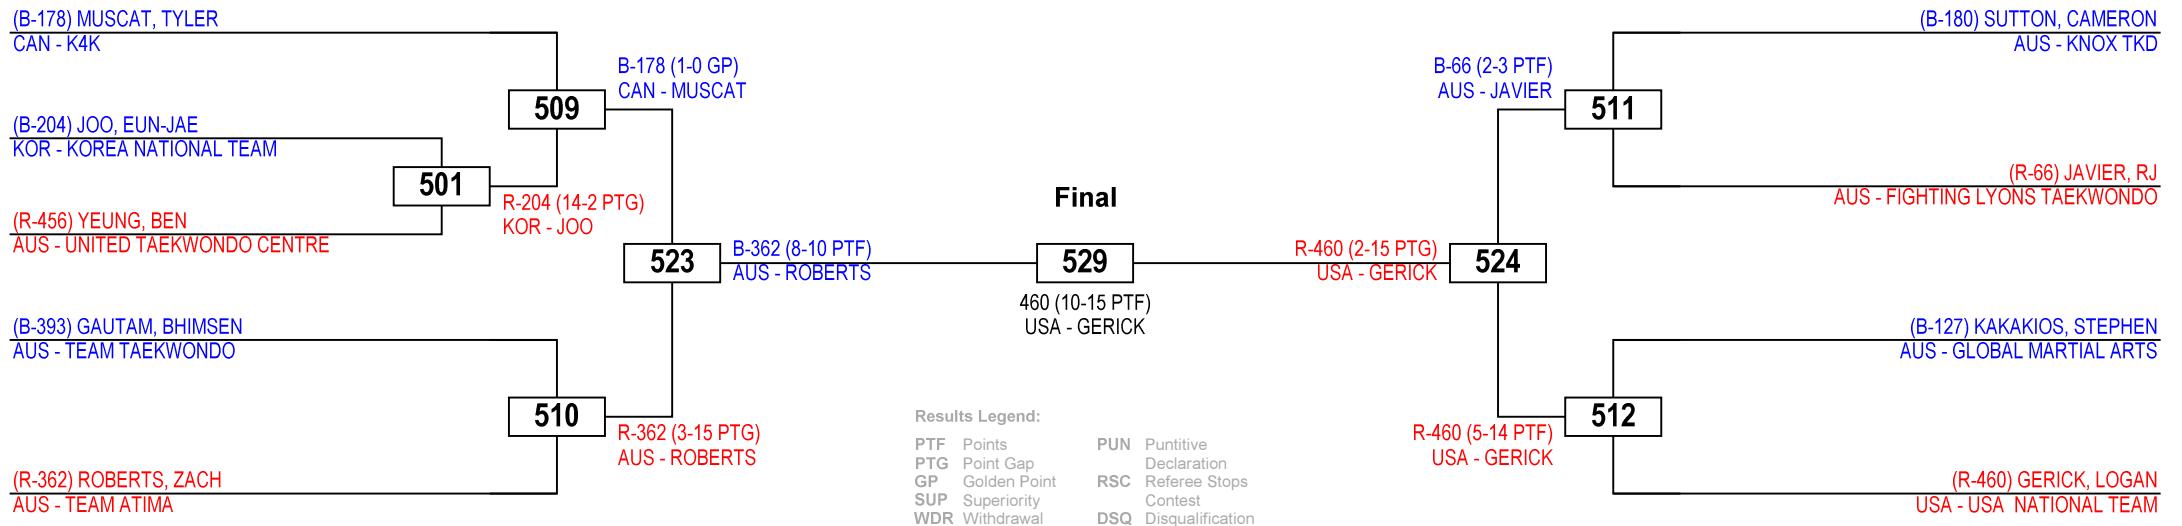 (B-178) MUSCAT, TYLER
CAN - K4K
(B-180) SUTTON, CAMERON
AUS - KNOX TKD
B-178 (1-0 GP)
CAN - MUSCAT
B-66 (2-3 PTF)
AUS - JAVIER
509
511
(B-204) JOO, EUN-JAE
KOR - KOREA NATIONAL TEAM
501
(R-66) JAVIER, RJ
AUS - FIGHTING LYONS TAEKWONDO
R-204 (14-2 PTG)
KOR - JOO
Final
(R-456) YEUNG, BEN
AUS - UNITED TAEKWONDO CENTRE
523
B-362 (8-10 PTF)
AUS - ROBERTS
529
R-460 (2-15 PTG)
USA - GERICK
524
460 (10-15 PTF)
USA - GERICK
(B-393) GAUTAM, BHIMSEN
AUS - TEAM TAEKWONDO
(B-127) KAKAKIOS, STEPHEN
AUS - GLOBAL MARTIAL ARTS
510
512
R-362 (3-15 PTG)
AUS - ROBERTS
R-460 (5-14 PTF)
USA - GERICK
(R-362) ROBERTS, ZACH
AUS - TEAM ATIMA
(R-460) GERICK, LOGAN
USA - USA NATIONAL TEAM
Results Legend:
PTF Points
PTG Point Gap
GP Golden Point
SUP Superiority
WDR Withdrawal
PUN Puntitive
Declaration
RSC Referee Stops
Contest
DSQ Disqualification